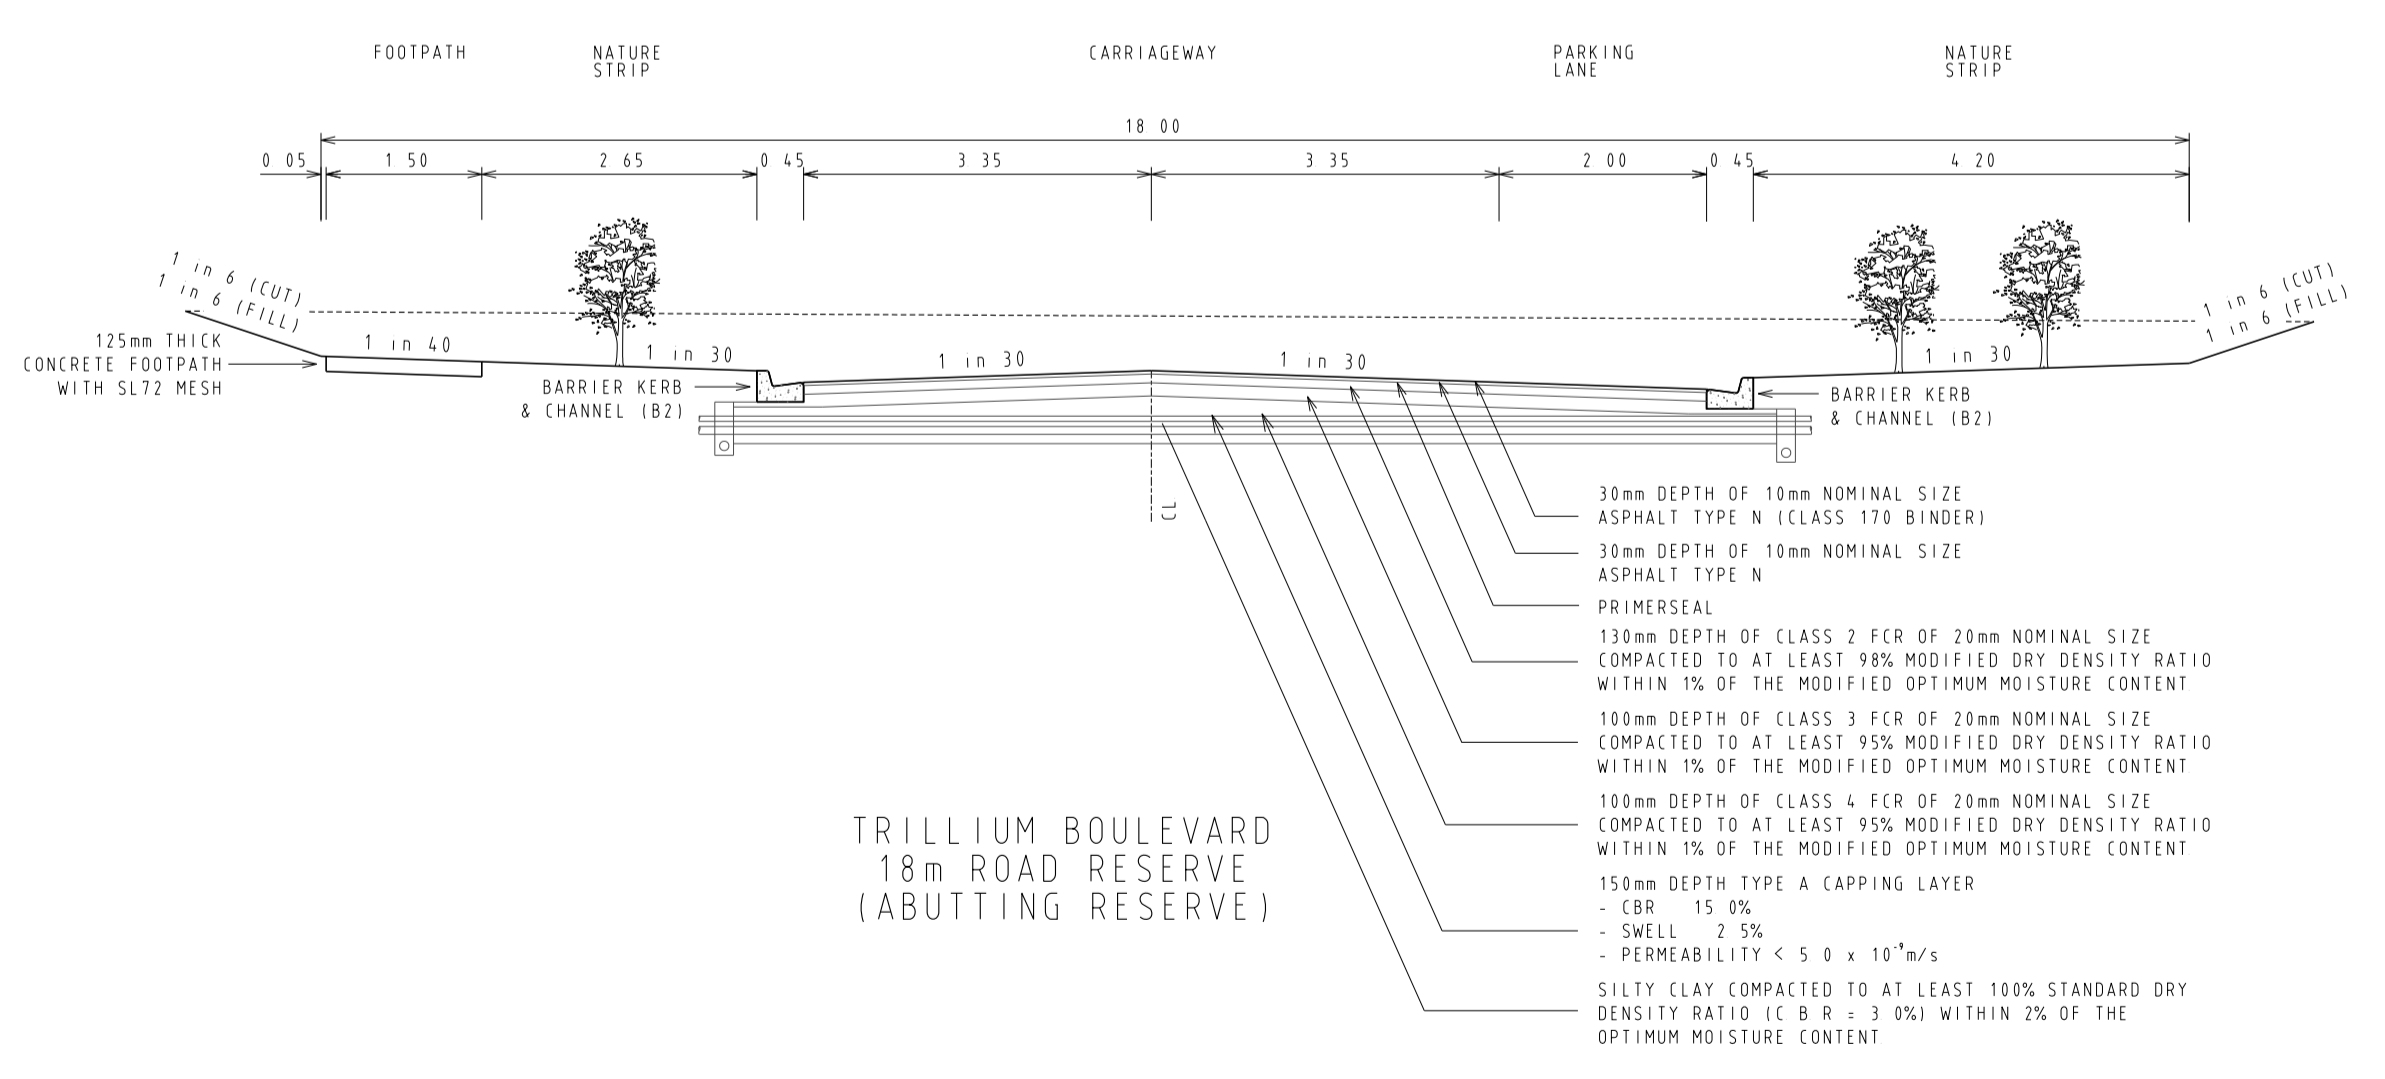 FOOTPATH
NATURE
STRIP
CARRIAGEWAY
PARKING
LANE
NATURE
STRIP
18 00
0 05
1 50
2 65
0 45
3 35
3 35
2 00
0 45
4 20
1 in 6 (CUT)
1 in 6 (FILL)
1 in 6 (CUT)
1 in 6 (FILL)
125mm THICK
CONCRETE FOOTPATH
WITH SL72 MESH
1 in 40
1 in 30
1 in 30
1 in 30
1 in 30
BARRIER KERB
& CHANNEL (B2)
BARRIER KERB
& CHANNEL (B2)
CL
30mm DEPTH OF 10mm NOMINAL SIZE
ASPHALT TYPE N (CLASS 170 BINDER)
30mm DEPTH OF 10mm NOMINAL SIZE
ASPHALT TYPE N
PRIMERSEAL
130mm DEPTH OF CLASS 2 FCR OF 20mm NOMINAL SIZE
COMPACTED TO AT LEAST 98% MODIFIED DRY DENSITY RATIO
WITHIN 1% OF THE MODIFIED OPTIMUM MOISTURE CONTENT
100mm DEPTH OF CLASS 3 FCR OF 20mm NOMINAL SIZE
COMPACTED TO AT LEAST 95% MODIFIED DRY DENSITY RATIO
WITHIN 1% OF THE MODIFIED OPTIMUM MOISTURE CONTENT
100mm DEPTH OF CLASS 4 FCR OF 20mm NOMINAL SIZE
COMPACTED TO AT LEAST 95% MODIFIED DRY DENSITY RATIO
WITHIN 1% OF THE MODIFIED OPTIMUM MOISTURE CONTENT
150mm DEPTH TYPE A CAPPING LAYER
- CBR 15 0%
- SWELL 2 5%
- PERMEABILITY < 5 0 x 10⁻⁹m/s
SILTY CLAY COMPACTED TO AT LEAST 100% STANDARD DRY
DENSITY RATIO (C B R = 3 0%) WITHIN 2% OF THE
OPTIMUM MOISTURE CONTENT
TRILLIUM BOULEVARD
18m ROAD RESERVE
(ABUTTING RESERVE)